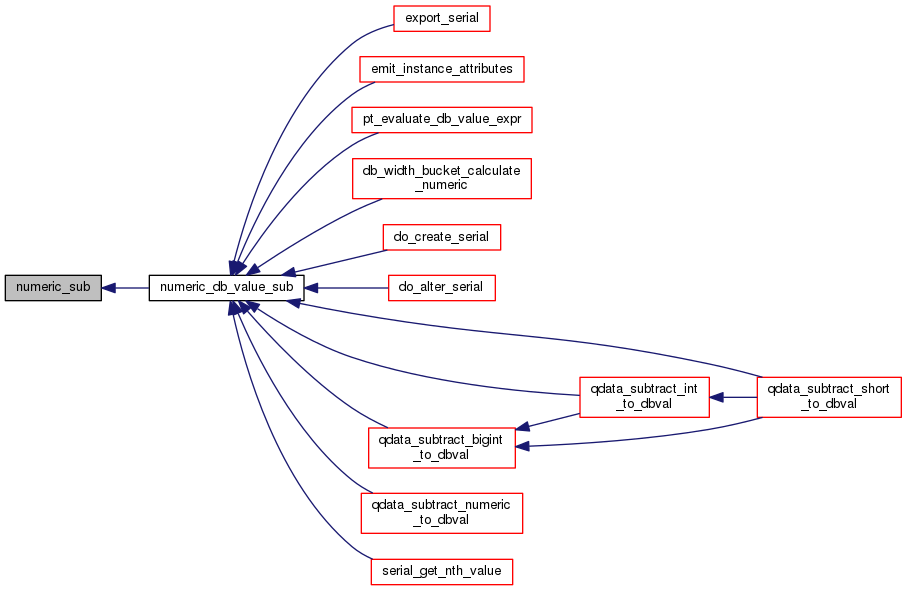 export_serial
emit_instance_attributes
pt_evaluate_db_value_expr
db_width_bucket_calculate
_numeric
do_create_serial
numeric_sub
numeric_db_value_sub
do_alter_serial
qdata_subtract_int
_to_dbval
qdata_subtract_short
_to_dbval
qdata_subtract_bigint
_to_dbval
qdata_subtract_numeric
_to_dbval
serial_get_nth_value